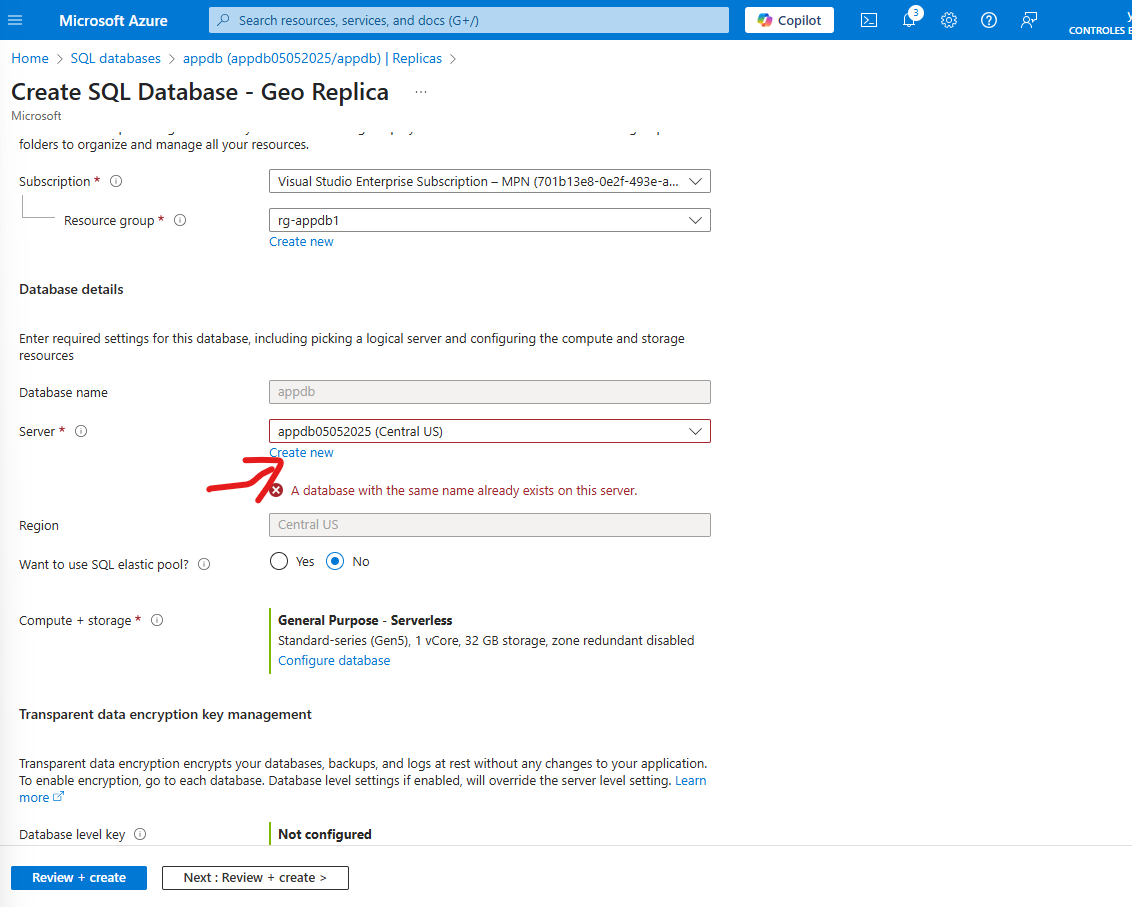 Microsoft Azure
Search resources, services, and docs (G+/)
Copilot
3
CONTROLES E
Home > SQL databases > appdb (appdb05052025/appdb) | Replicas >
Create SQL Database - Geo Replica ...
Microsoft
folders to organize and manage all your resources.
Subscription *
Visual Studio Enterprise Subscription – MPN (701b13e8-0e2f-493e-a...
Resource group *
rg-appdb1
Create new
Database details
Enter required settings for this database, including picking a logical server and configuring the compute and storage
resources
Database name
appdb
Server *
appdb05052025 (Central US)
Create new
A database with the same name already exists on this server.
Region
Central US
Want to use SQL elastic pool?
Yes No
Compute + storage *
General Purpose - Serverless
Standard-series (Gen5), 1 vCore, 32 GB storage, zone redundant disabled
Configure database
Transparent data encryption key management
Transparent data encryption encrypts your databases, backups, and logs at rest without any changes to your application.
To enable encryption, go to each database. Database level settings if enabled, will override the server level setting. Learn
more
Database level key
Not configured
Review + create
Next : Review + create >